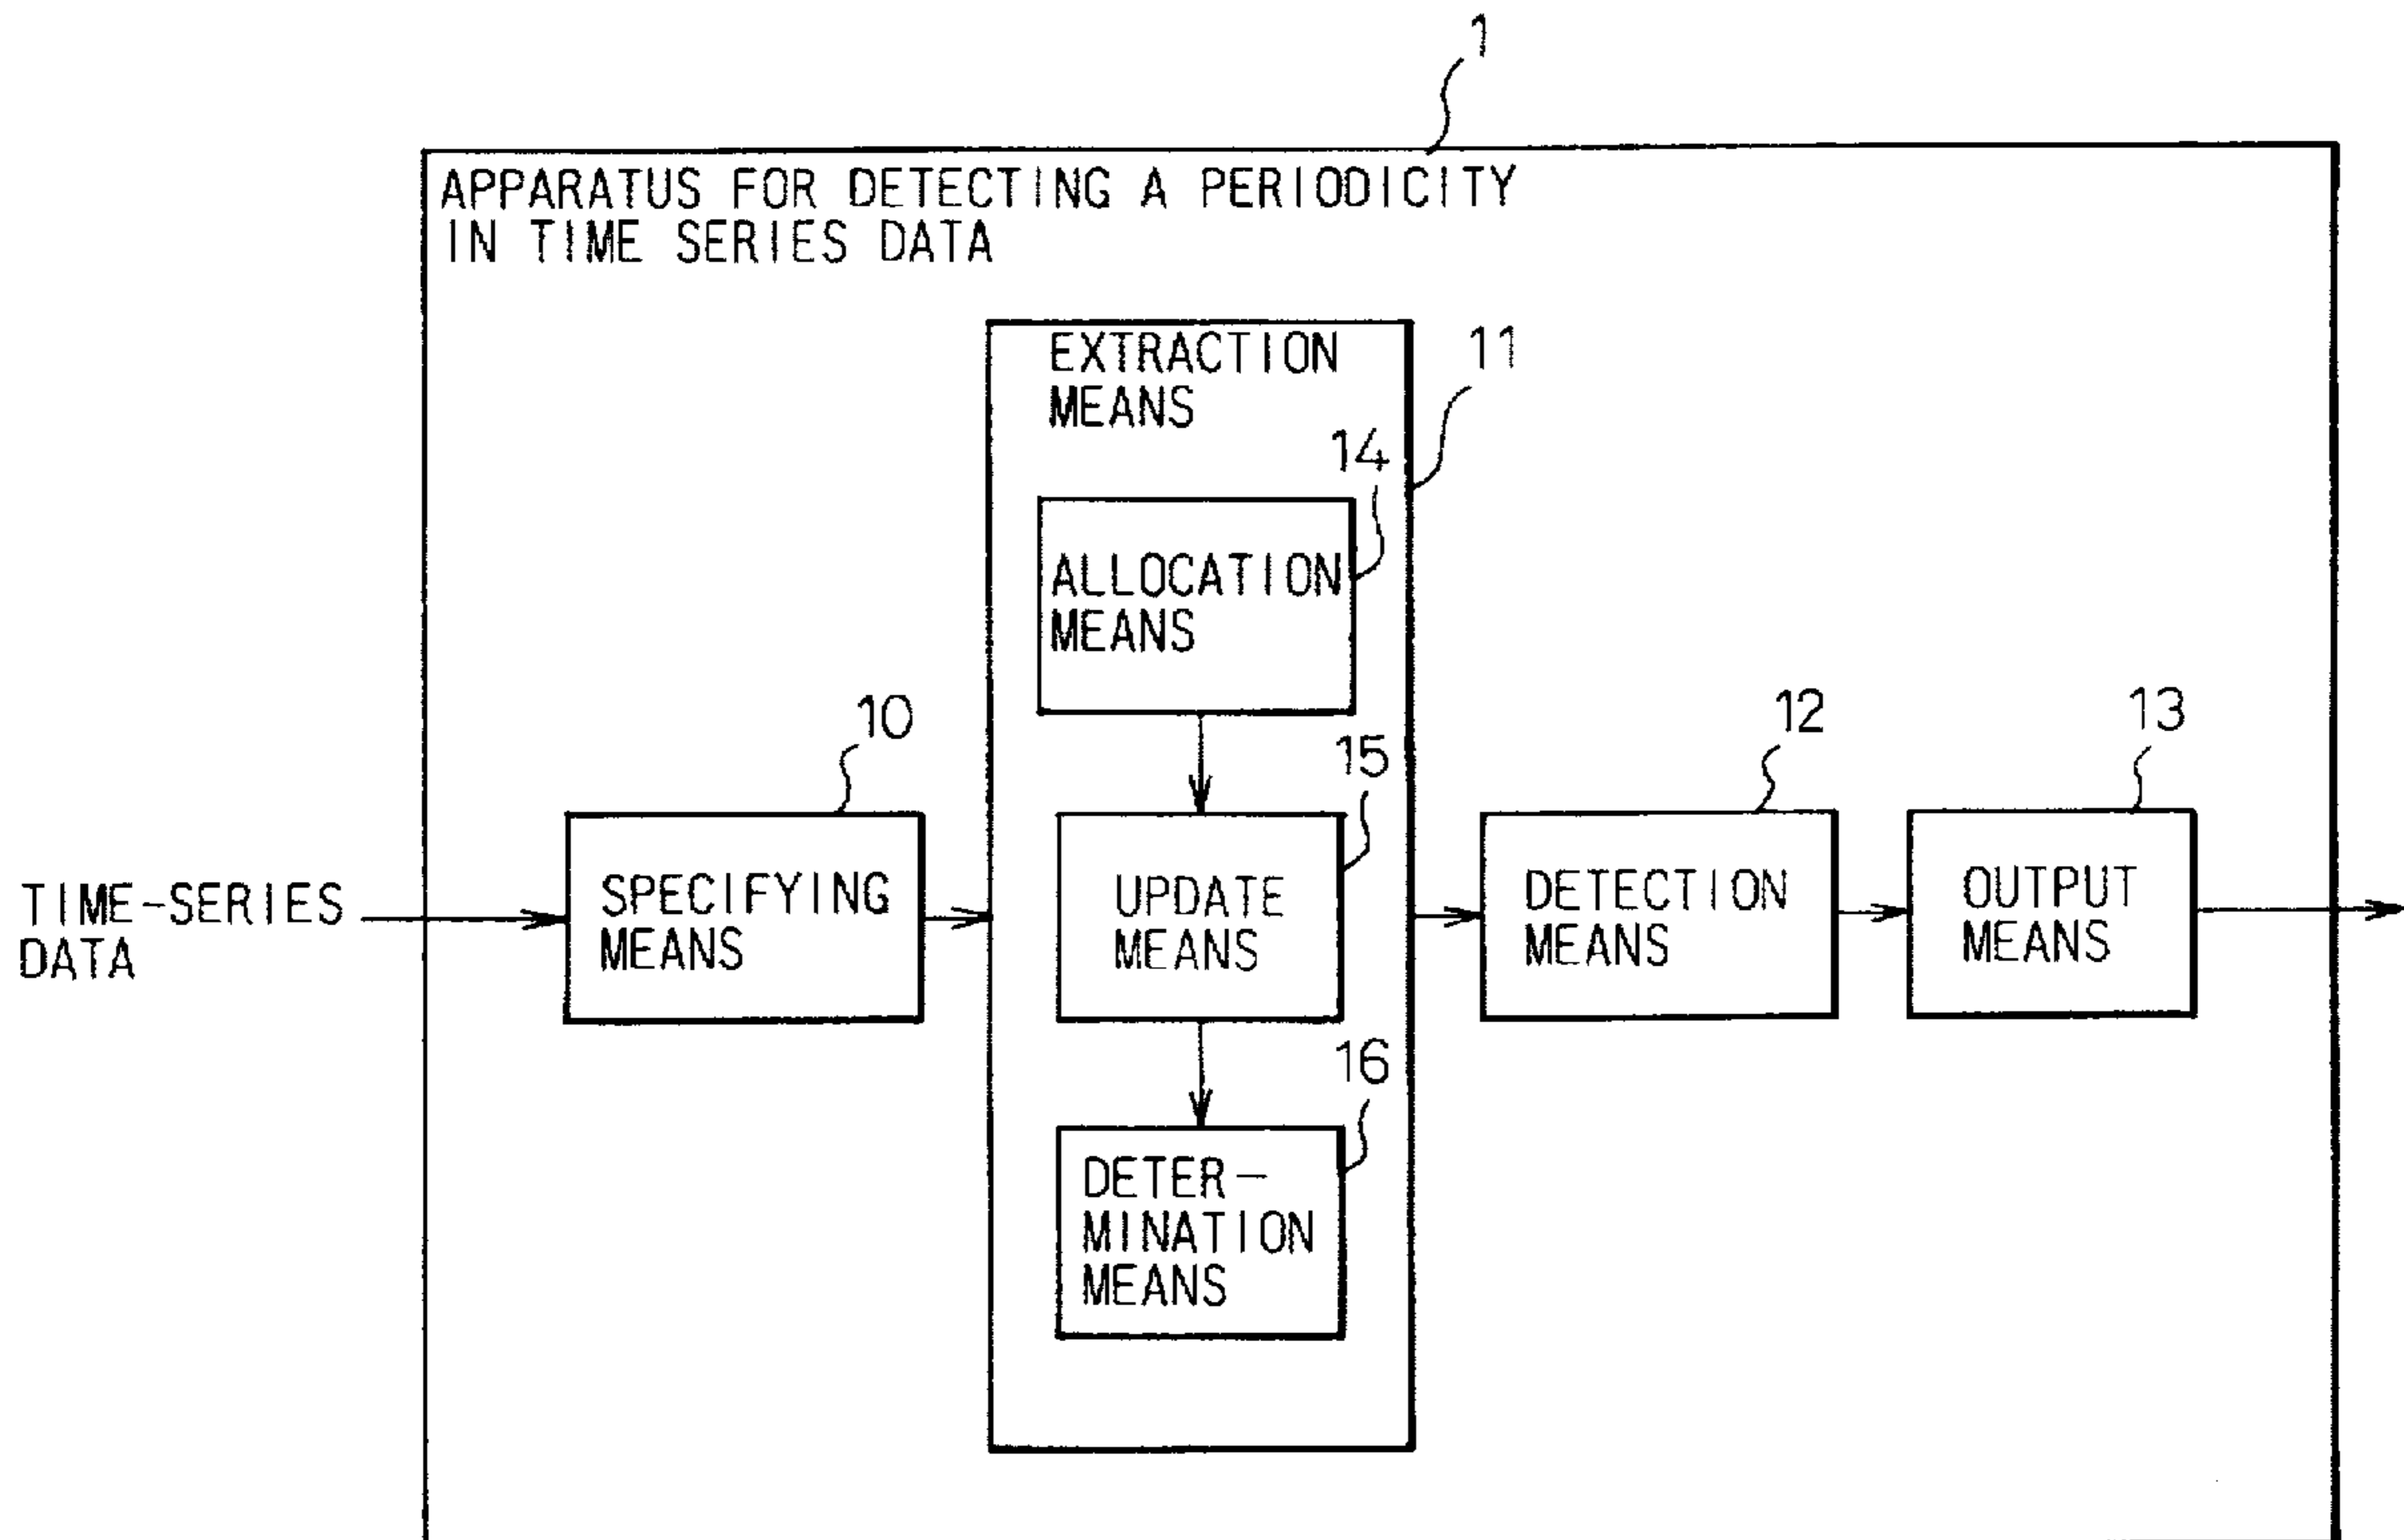 1
APPARATUS FOR DETECTING A PERIODICITY
IN TIME SERIES DATA
EXTRACTION
MEANS
11
14
ALLOCATION
MEANS
10
15
12
13
TIME-SERIES
DATA
SPECIFYING
MEANS
UPDATE
MEANS
DETECTION
MEANS
OUTPUT
MEANS
16
DETER-
MINATION
MEANS